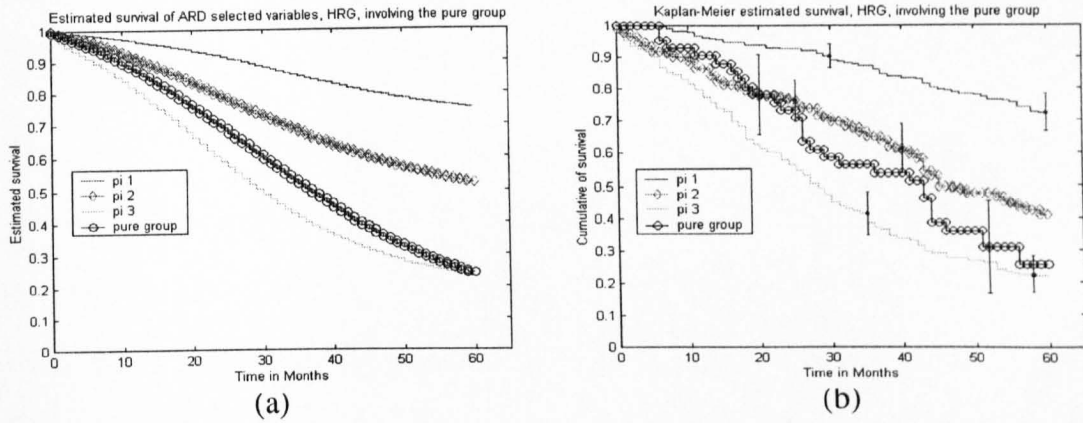 Estimated survival of ARD selected variables, HRG, involving the pure group
1
0.9
0.8
0.7
0.6
0.5
0.4
0.3
0.2
0.1
0
Estimated survival
pi 1
pi 2
pi 3
pure group
0 10 20 30 40 50 60
Time in Months
(a)
Kaplan-Meier estimated survival, HRG, involving the pure group
1
0.9
0.8
0.7
0.6
0.5
0.4
0.3
0.2
0.1
0
Cumulative of survival
pi 1
pi 2
pi 3
pure group
0 10 20 30 40 50 60
Time in Months
(b)